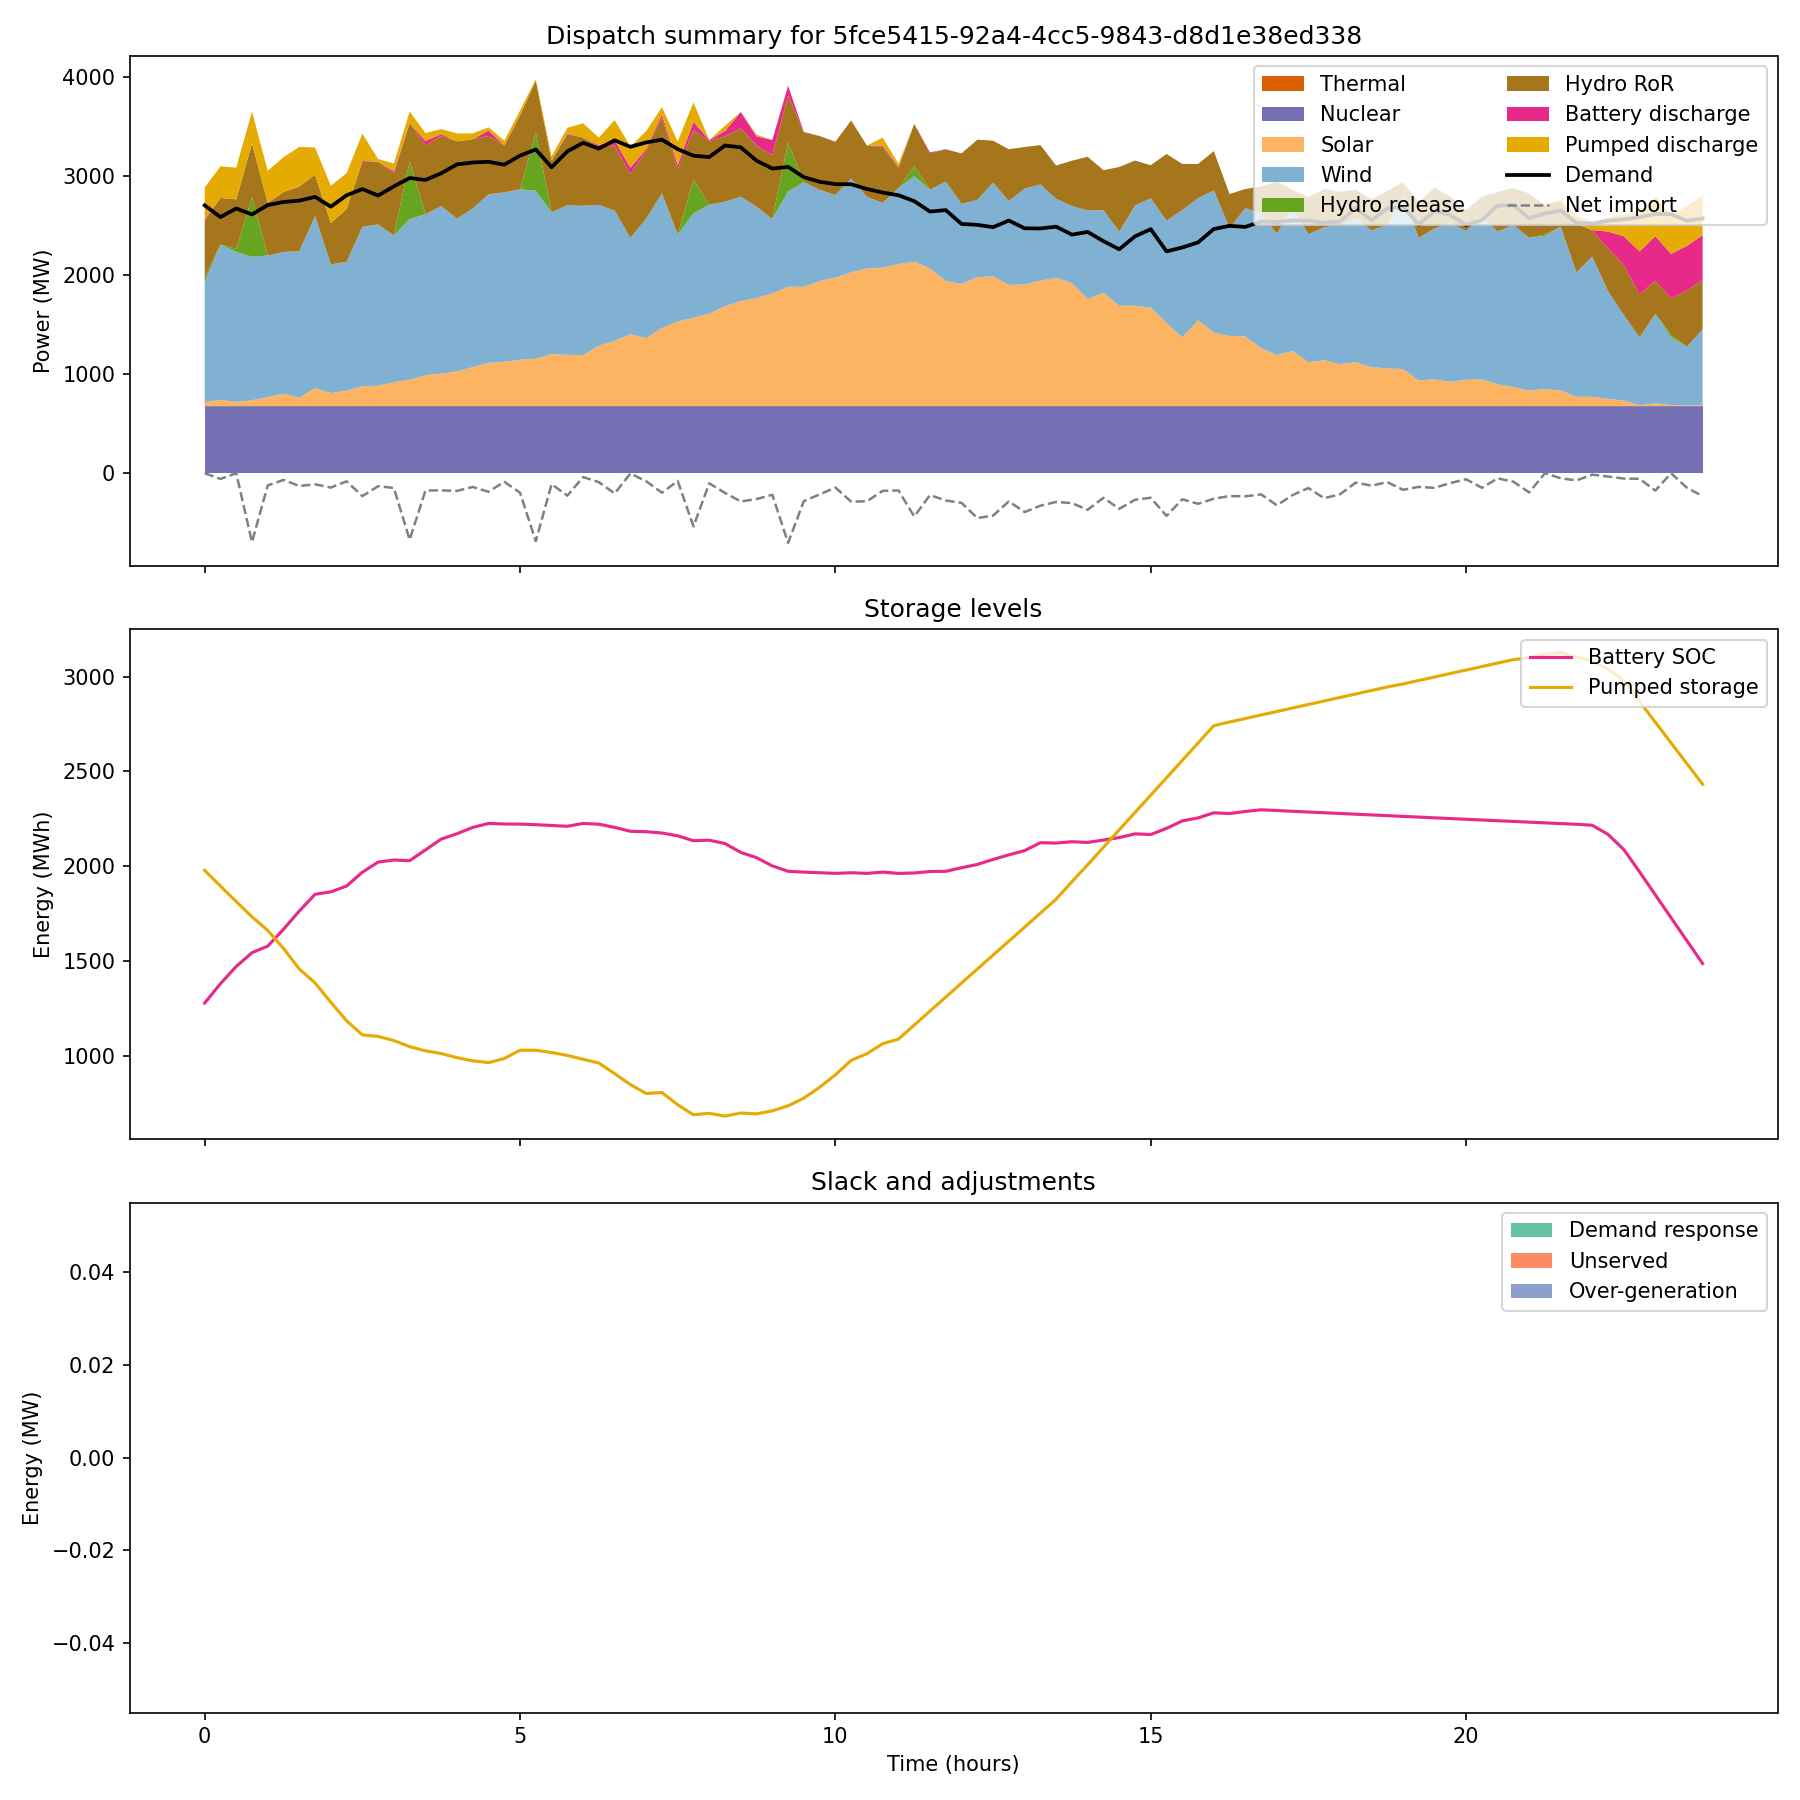 Dispatch summary for 5fce5415-92a4-4cc5-9843-d8d1e38ed338
Power (MW)
4000
3000
2000
1000
0
Thermal
Nuclear
Solar
Wind
Hydro release
Hydro RoR
Battery discharge
Pumped discharge
Demand
Net import
Storage levels
Energy (MWh)
3000
2500
2000
1500
1000
Battery SOC
Pumped storage
Slack and adjustments
Energy (MW)
0.04
0.02
0.00
−0.02
−0.04
Demand response
Unserved
Over-generation
0 5 10 15 20
Time (hours)